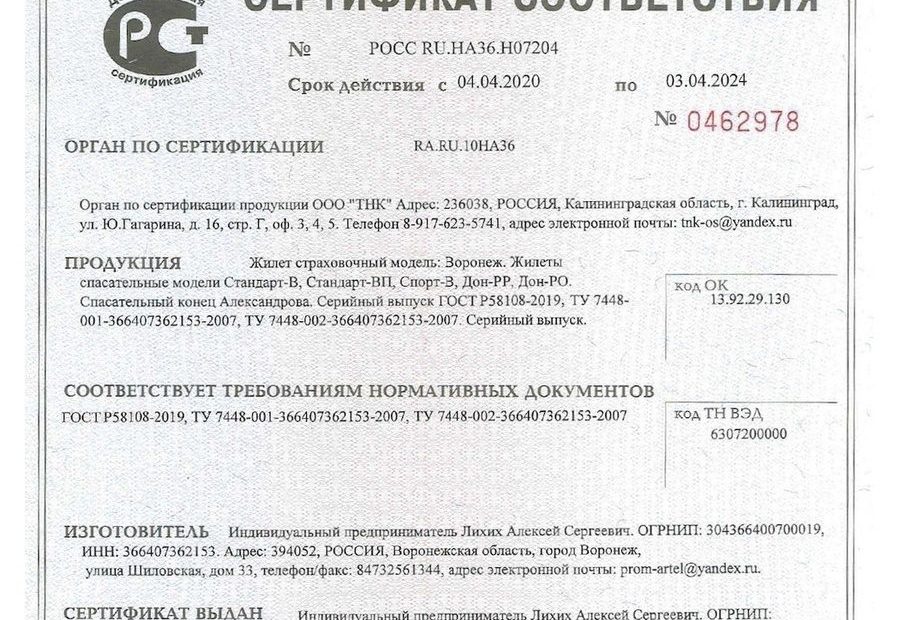 СЕРТИФИКАТ СООТВЕТСТВИЯ
РСТ
сертификация
№ РОСС RU.НА36.Н07204
Срок действия с 04.04.2020 по 03.04.2024
№ 0462978
ОРГАН ПО СЕРТИФИКАЦИИ RA.RU.10НА36
Орган по сертификации продукции ООО "ТНК" Адрес: 236038, РОССИЯ, Калининградская область, г. Калининград,
ул. Ю.Гагарина, д. 16, стр. Г, оф. 3, 4, 5. Телефон 8-917-623-5741, адрес электронной почты: tnk-os@yandex.ru
ПРОДУКЦИЯ Жилет страховочный модель: Воронеж. Жилеты
спасательные модели Стандарт-В, Стандарт-ВП, Спорт-В, Дон-РР, Дон-РО.
Спасательный конец Александрова. Серийный выпуск ГОСТ Р58108-2019, ТУ 7448-
001-366407362153-2007, ТУ 7448-002-366407362153-2007. Серийный выпуск.
код ОК
13.92.29.130
СООТВЕТСТВУЕТ ТРЕБОВАНИЯМ НОРМАТИВНЫХ ДОКУМЕНТОВ
ГОСТ Р58108-2019, ТУ 7448-001-366407362153-2007, ТУ 7448-002-366407362153-2007
код ТН ВЭД
6307200000
ИЗГОТОВИТЕЛЬ Индивидуальный предприниматель Лихих Алексей Сергеевич. ОГРНИП: 304366400700019,
ИНН: 366407362153. Адрес: 394052, РОССИЯ, Воронежская область, город Воронеж,
улица Шиловская, дом 33, телефон/факс: 84732561344, адрес электронной почты: prom-artel@yandex.ru.
СЕРТИФИКАТ ВЫДАН Индивидуальный предприниматель Лихих Алексей Сергеевич. ОГРНИП: